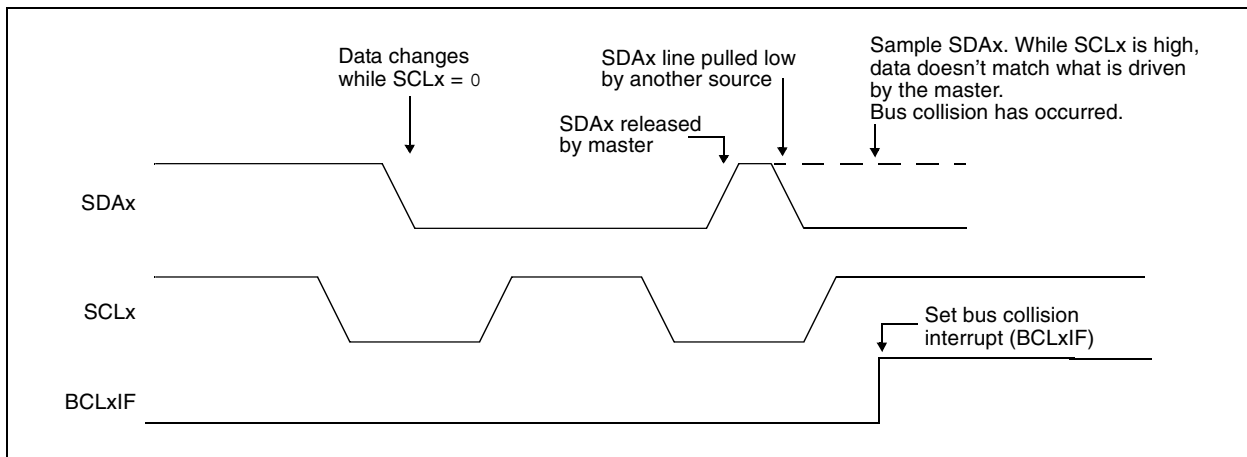 Data changes
while SCLx = 0
SDAx line pulled low
by another source
Sample SDAx. While SCLx is high,
data doesn’t match what is driven
by the master.
Bus collision has occurred.
SDAx released
by master
SDAx
SCLx
Set bus collision
interrupt (BCLxIF)
BCLxIF